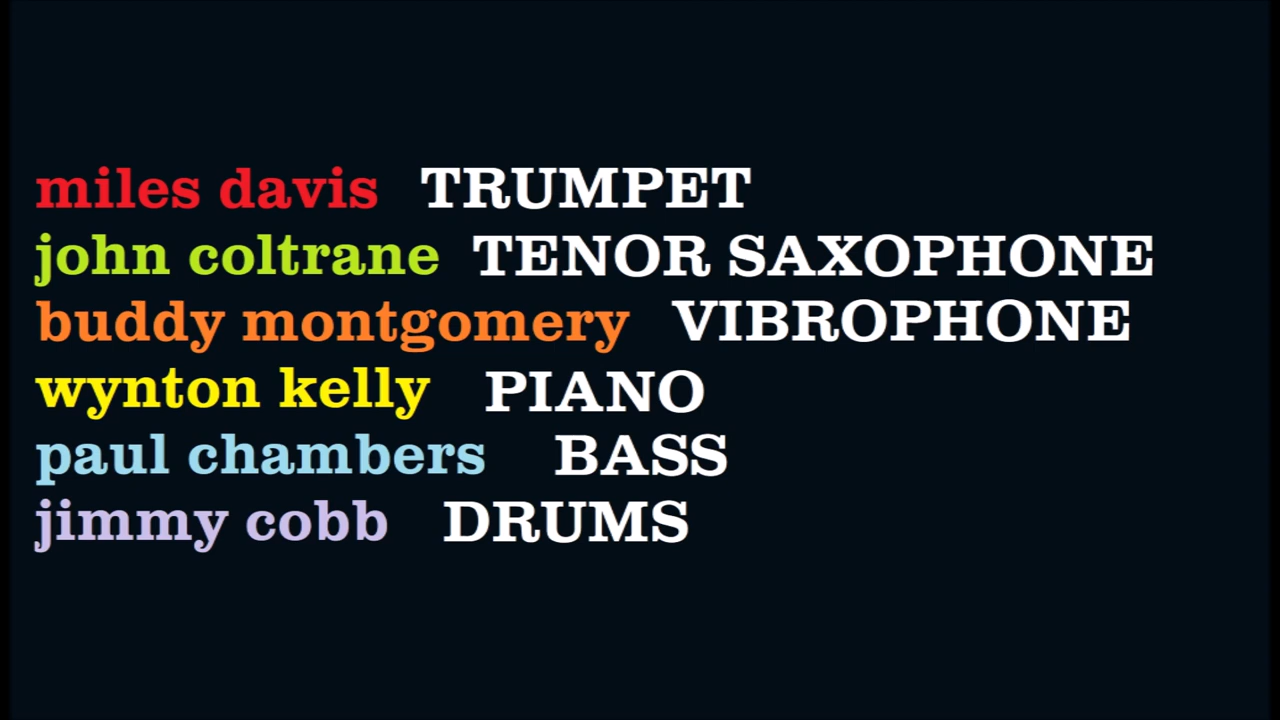 miles davis TRUMPET
john coltrane TENOR SAXOPHONE
buddy montgomery VIBROPHONE
wynton kelly PIANO
paul chambers BASS
jimmy cobb DRUMS